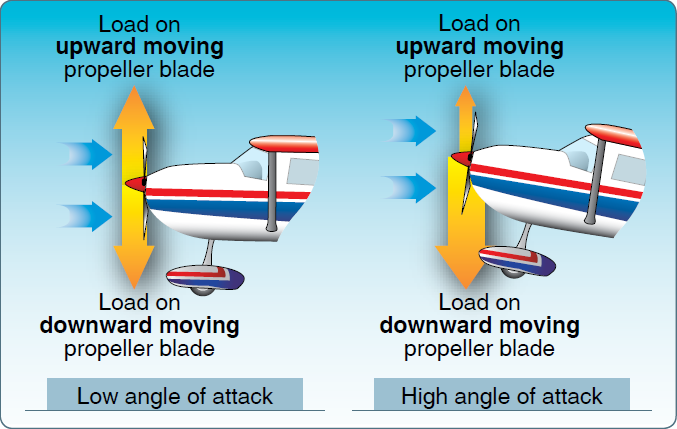 Load on
upward moving
propeller blade
Load on
downward moving
propeller blade
Low angle of attack
Load on
upward moving
propeller blade
Load on
downward moving
propeller blade
High angle of attack